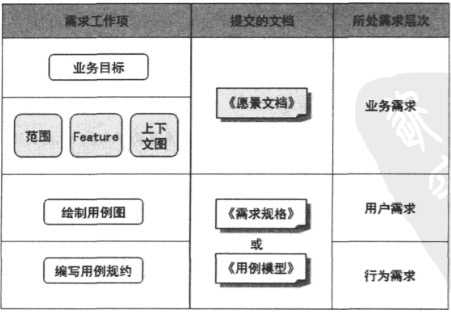 需求工作项 提交的文档 所处需求层次
业务目标
《愿景文档》
业务需求
范围 Feature 上下
文图
绘制用例图
《需求规格》
用户需求
或
编写用例规约
《用例模型》
行为需求